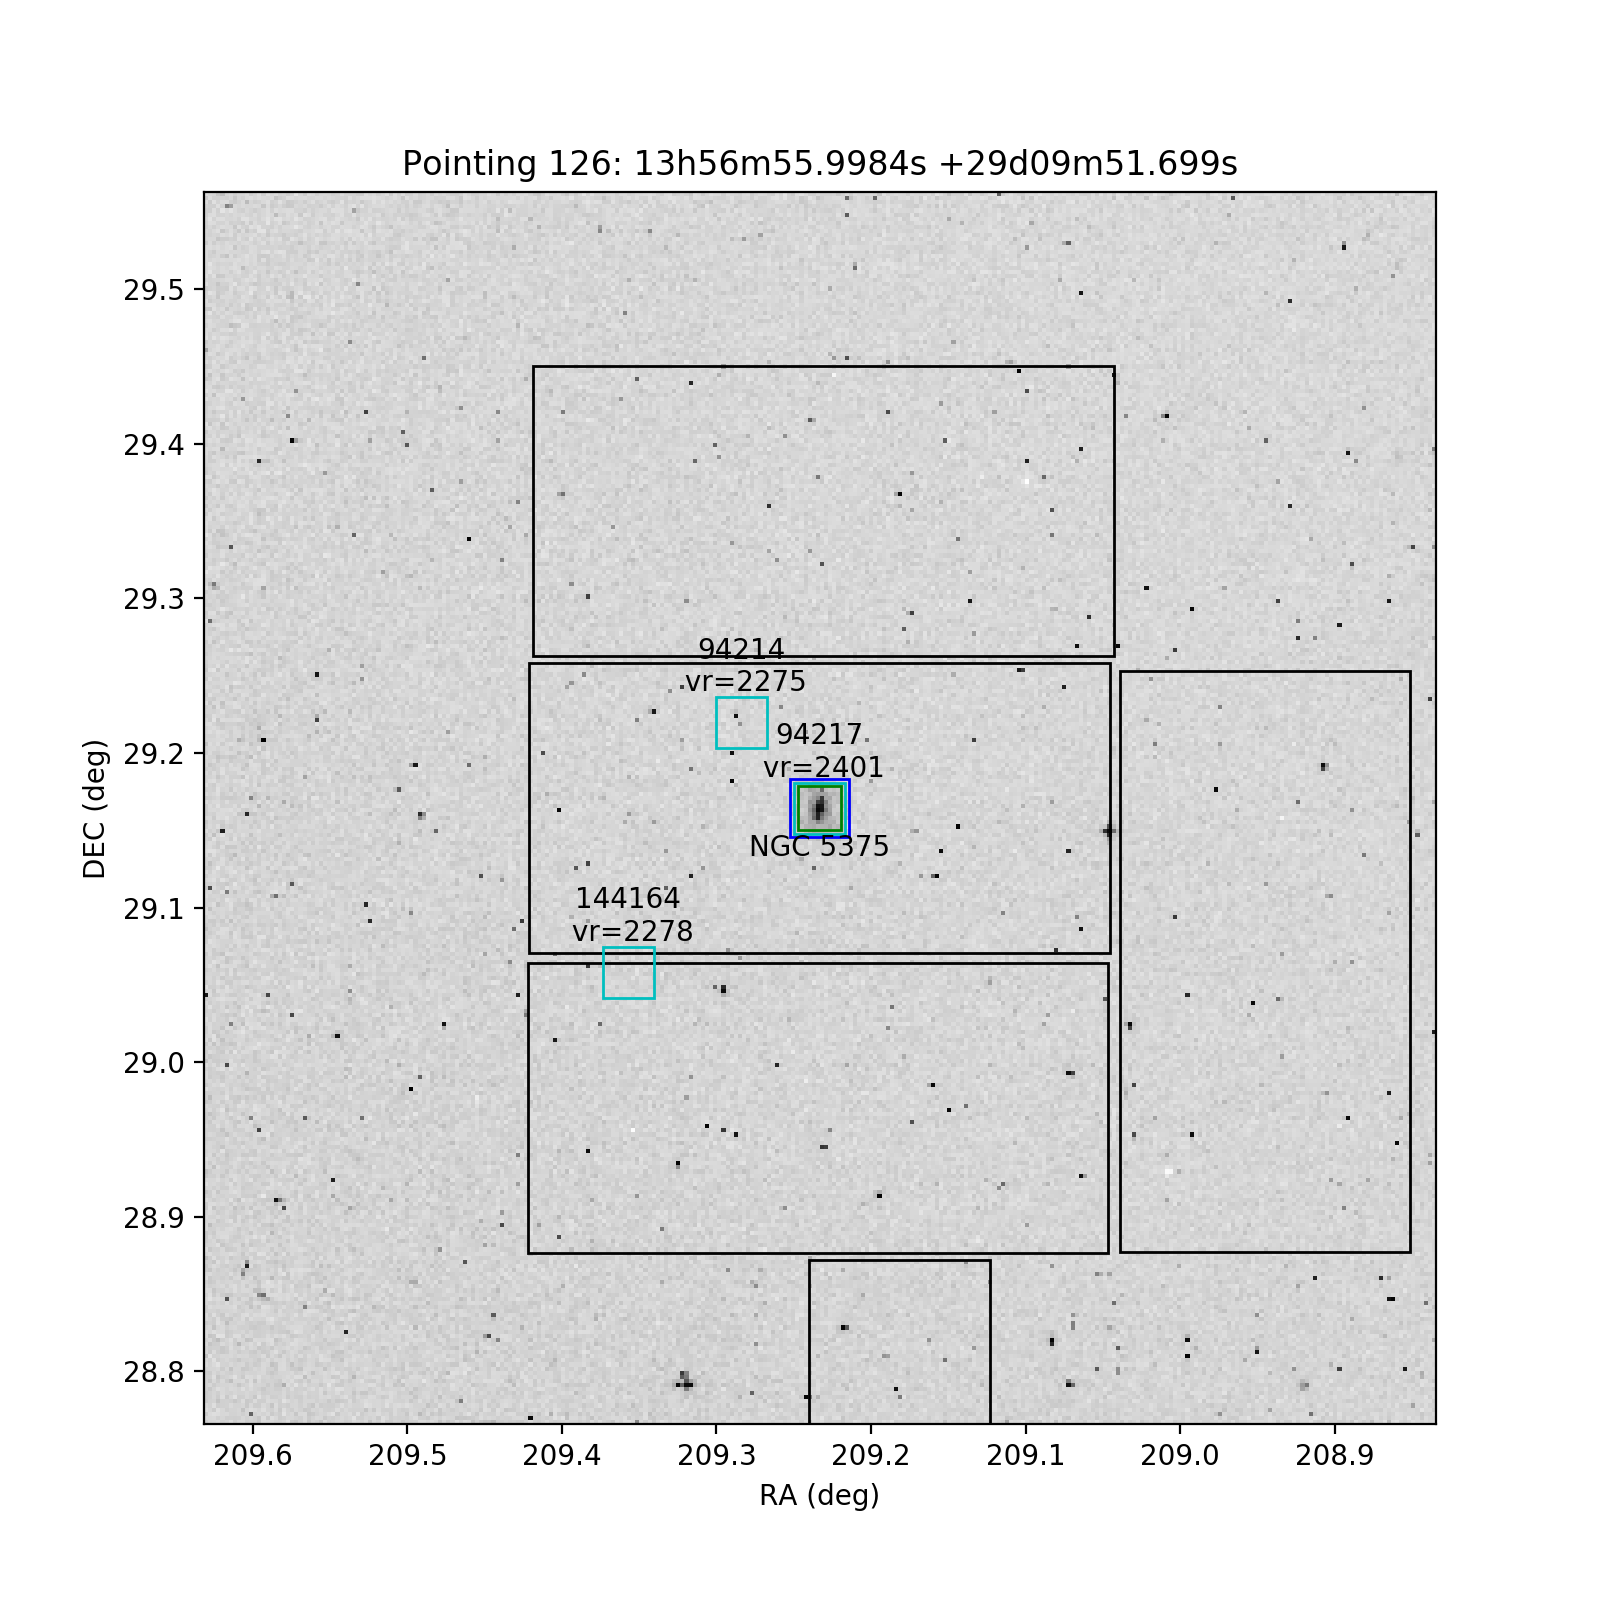 Pointing 126: 13h56m55.9984s +29d09m51.699s
29.5
29.4
29.3
29.2
29.1
29.0
28.9
28.8
DEC (deg)
94214
vr=2275
94217
vr=2401
NGC 5375
144164
vr=2278
209.6 209.5 209.4 209.3 209.2 209.1 209.0 208.9
RA (deg)